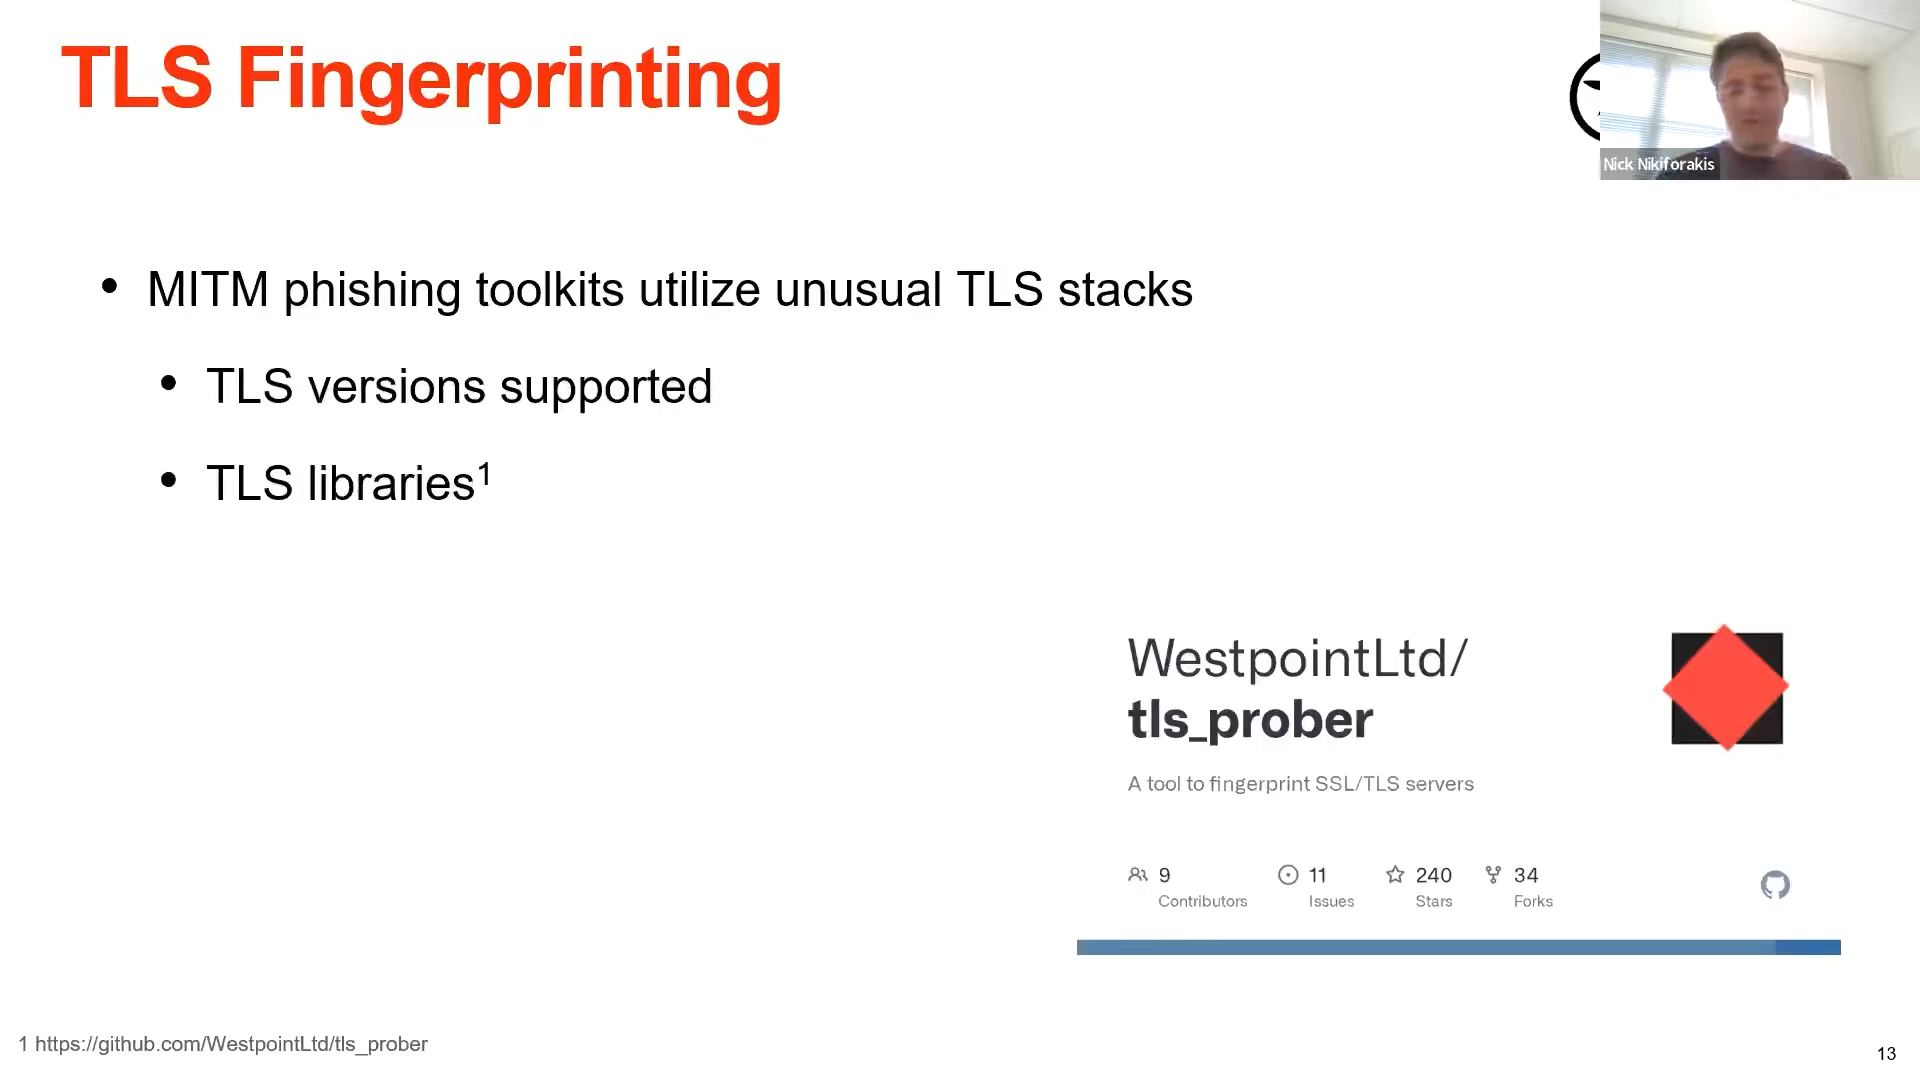 TLS Fingerprinting
Nick Nikiforakis
• MITM phishing toolkits utilize unusual TLS stacks
• TLS versions supported
• TLS libraries¹
WestpointLtd/
tls_prober
A tool to fingerprint SSL/TLS servers
9 11 240 34
Contributors Issues Stars Forks
1 https://github.com/WestpointLtd/tls_prober
13